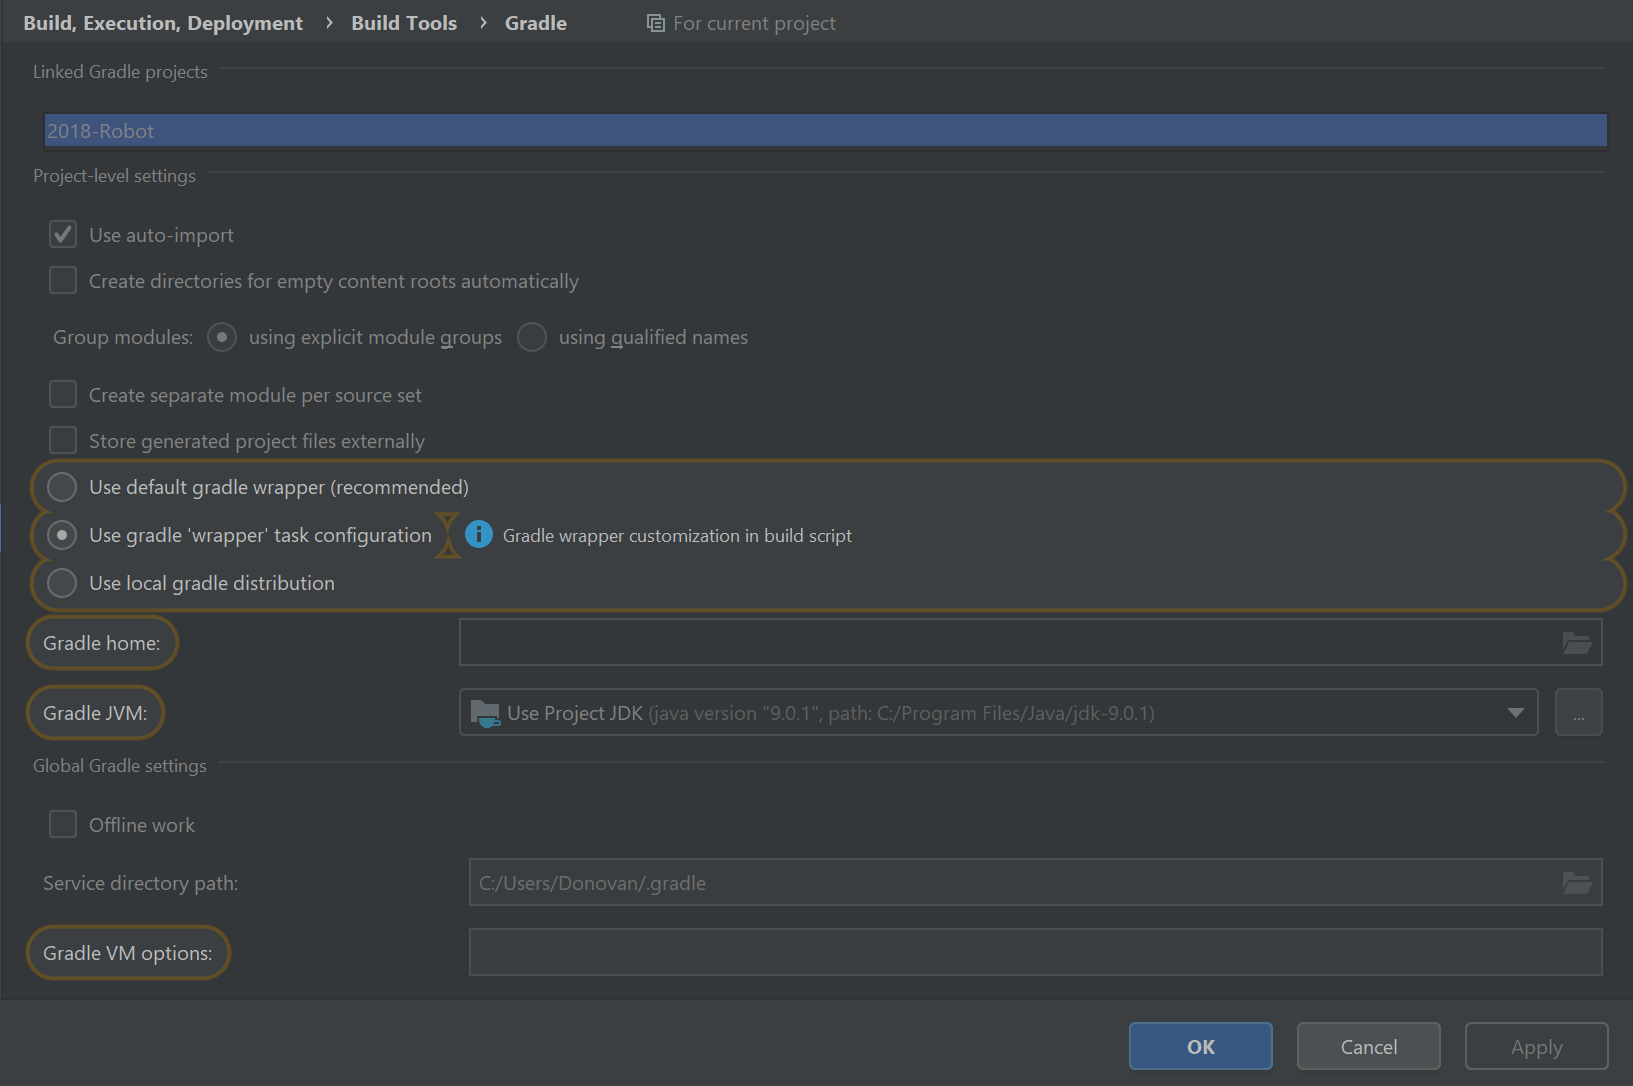 Build, Execution, Deployment › Build Tools › Gradle For current project
Linked Gradle projects
2018-Robot
Project-level settings
Use auto-import
Create directories for empty content roots automatically
Group modules: using explicit module groups using qualified names
Create separate module per source set
Store generated project files externally
Use default gradle wrapper (recommended)
Use gradle 'wrapper' task configuration Gradle wrapper customization in build script
Use local gradle distribution
Gradle home:
Gradle JVM: Use Project JDK (java version "9.0.1", path: C:/Program Files/Java/jdk-9.0.1) ...
Global Gradle settings
Offline work
Service directory path: C:/Users/Donovan/.gradle
Gradle VM options:
OK Cancel Apply